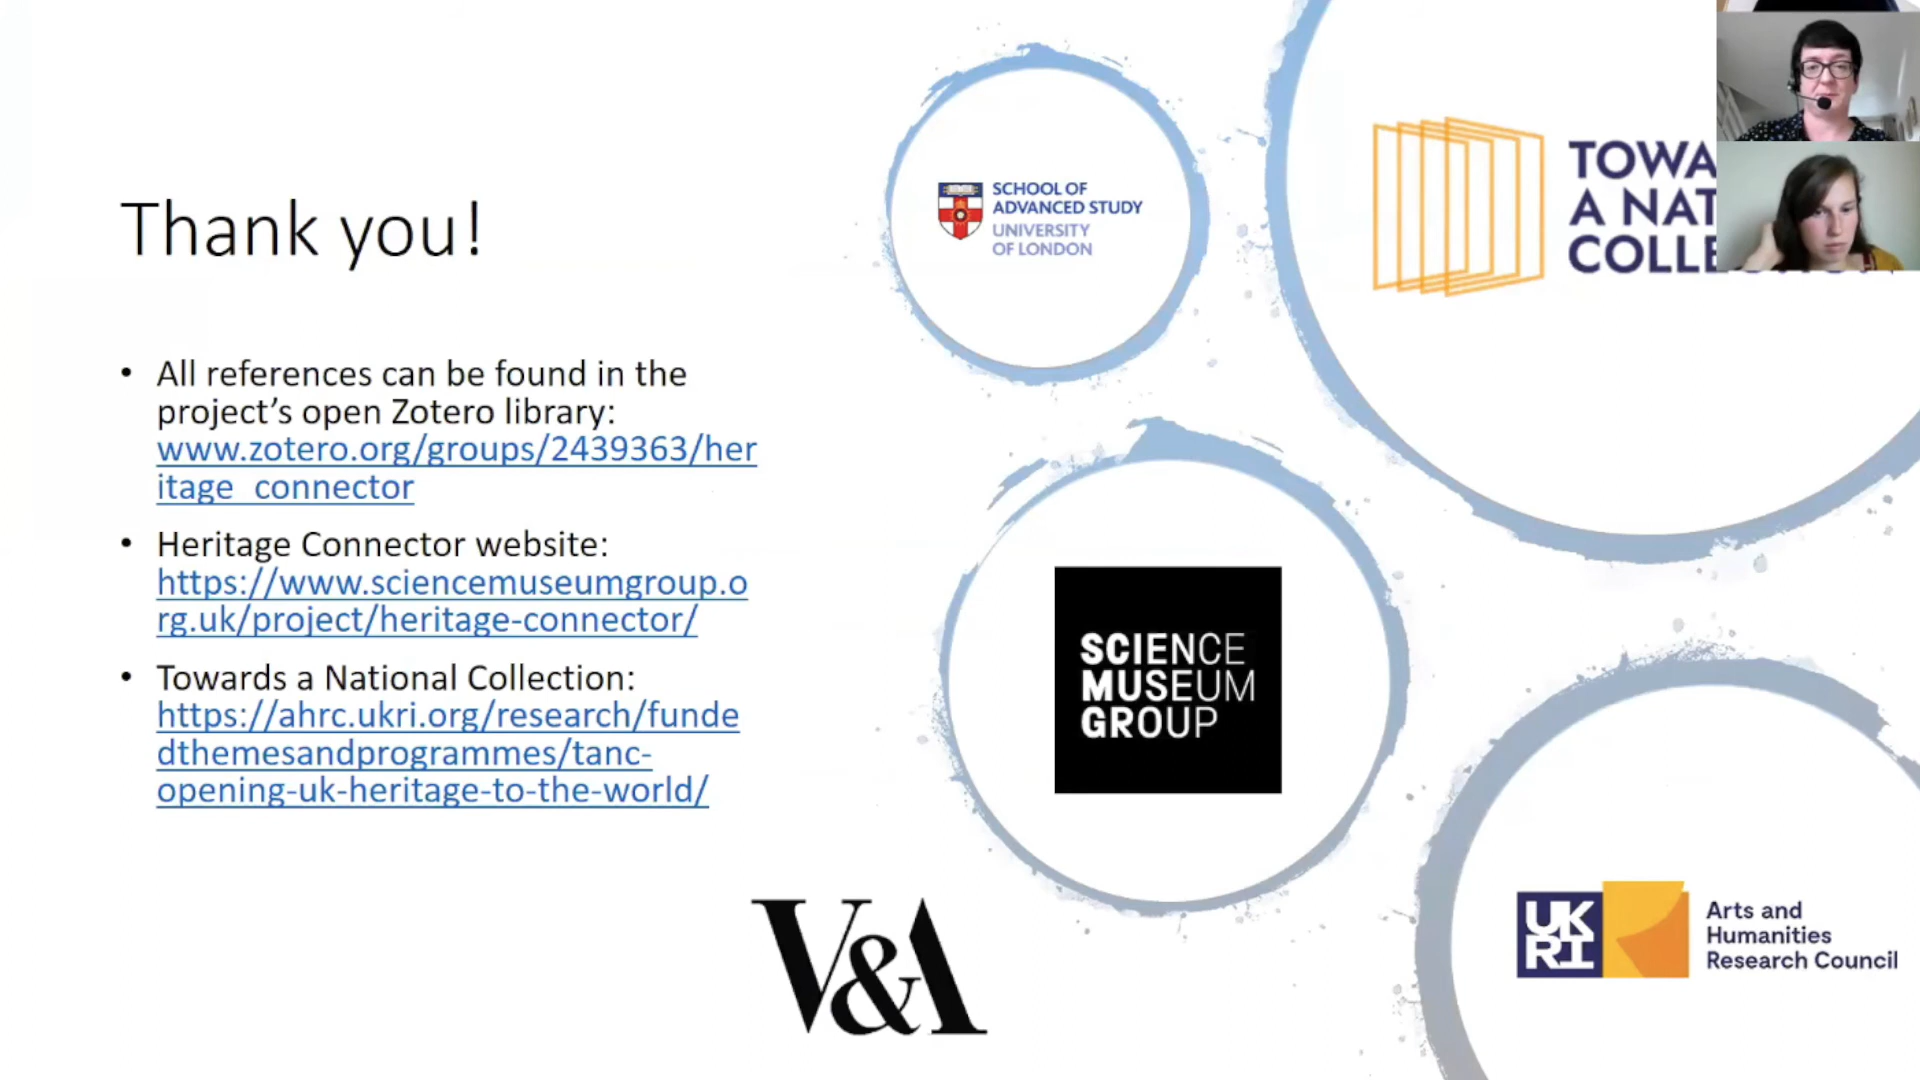 Thank you!
• All references can be found in the
project’s open Zotero library:
www.zotero.org/groups/2439363/her
itage_connector
• Heritage Connector website:
https://www.sciencemuseumgroup.o
rg.uk/project/heritage-connector/
• Towards a National Collection:
https://ahrc.ukri.org/research/funde
dthemesandprogrammes/tanc-
opening-uk-heritage-to-the-world/
SCHOOL OF
ADVANCED STUDY
UNIVERSITY
OF LONDON
A
SCIENCE
MUSEUM
GROUP
V&A
UK
RI
Arts and
Humanities
Research Council